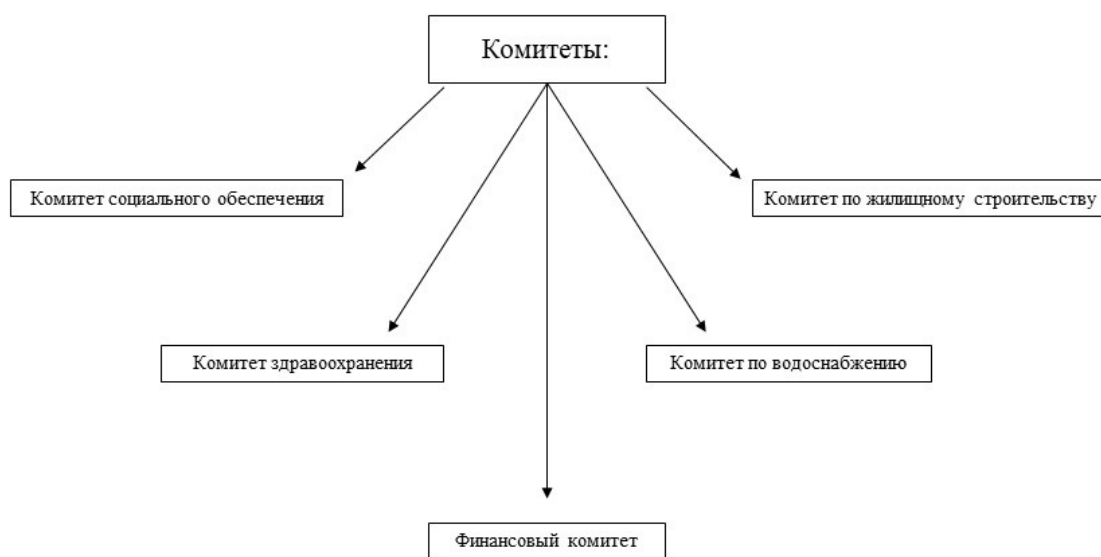 Комитеты:
Комитет социального обеспечения
Комитет по жилищному строительству
Комитет здравоохранения
Комитет по водоснабжению
Финансовый комитет